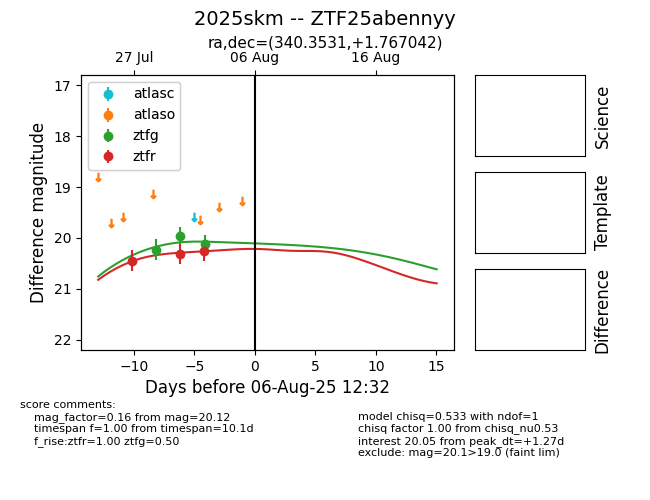 2025skm -- ZTF25abennyy
ra,dec=(340.3531,+1.767042)
27 Jul
06 Aug
16 Aug
17
18
19
20
21
22
Difference magnitude
atlasc
atlaso
ztfg
ztfr
−10
−5
0
5
10
15
Days before 06-Aug-25 12:32
Science
Template
Difference
score comments:
mag_factor=0.16 from mag=20.12
timespan f=1.00 from timespan=10.1d
f_rise:ztfr=1.00 ztfg=0.50
model chisq=0.533 with ndof=1
chisq factor 1.00 from chisq_nu0.53
interest 20.05 from peak_dt=+1.27d
exclude: mag=20.1>19.0 (faint lim)